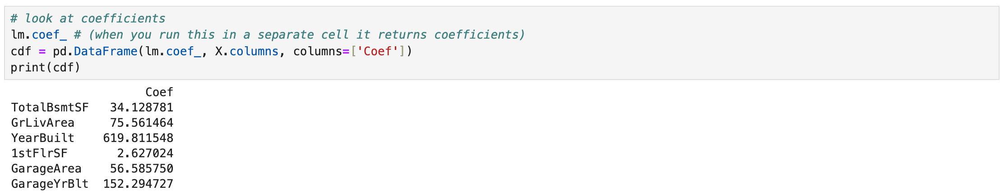 # look at coefficients
lm.coef_ # (when you run this in a separate cell it returns coefficients)
cdf = pd.DataFrame(lm.coef_, X.columns, columns=['Coef'])
print(cdf)
Coef
TotalBsmtSF 34.128781
GrLivArea 75.561464
YearBuilt 619.811548
1stFlrSF 2.627024
GarageArea 56.585750
GarageYrBlt 152.294727